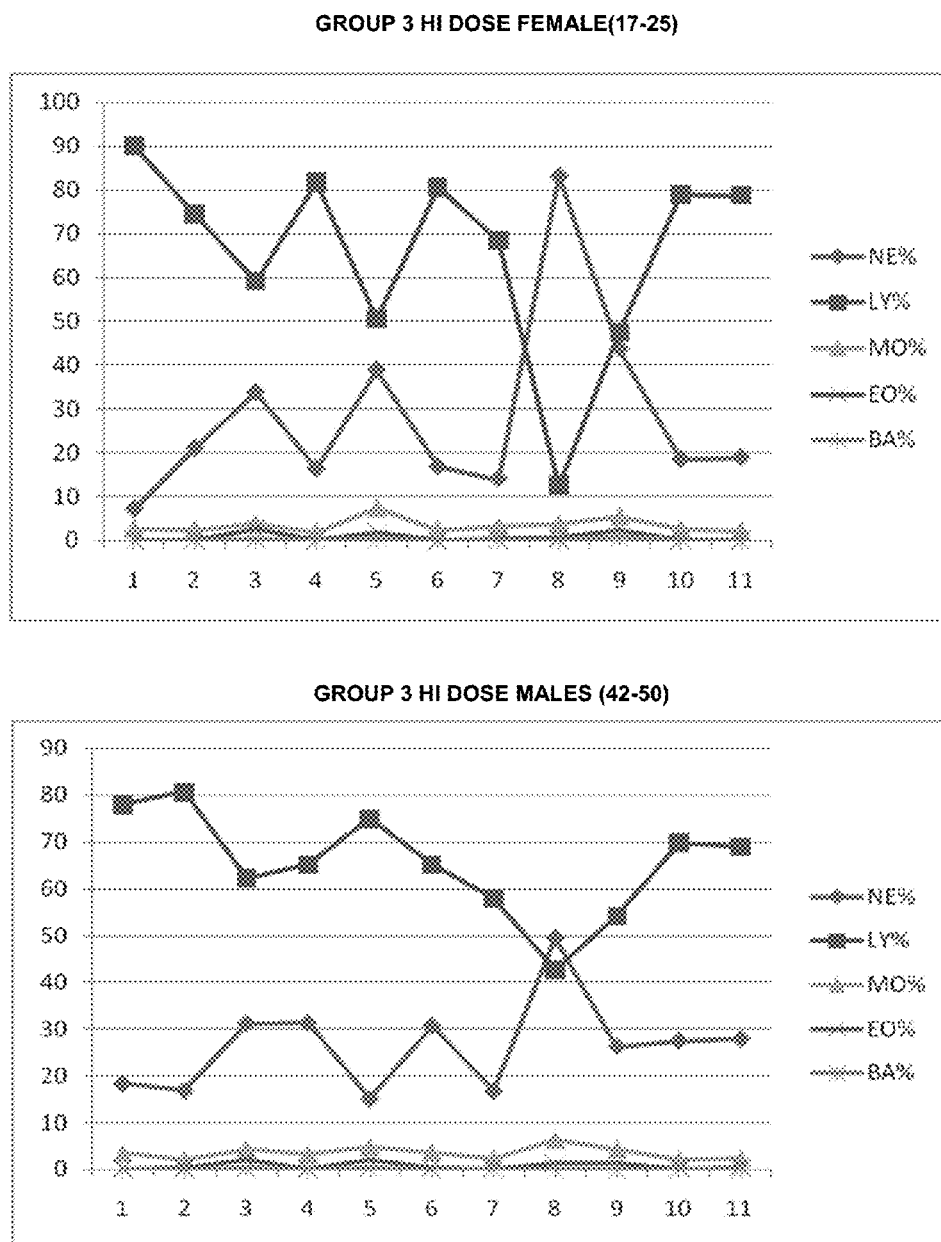 GROUP 3 HI DOSE FEMALE(17-25)
100
90
80
70
60
50
40
30
20
10
0
1 2 3 4 5 6 7 8 9 10 11
NE%
LY%
MO%
EO%
BA%
GROUP 3 HI DOSE MALES (42-50)
90
80
70
60
50
40
30
20
10
0
1 2 3 4 5 6 7 8 9 10 11
NE%
LY%
MO%
EO%
BA%